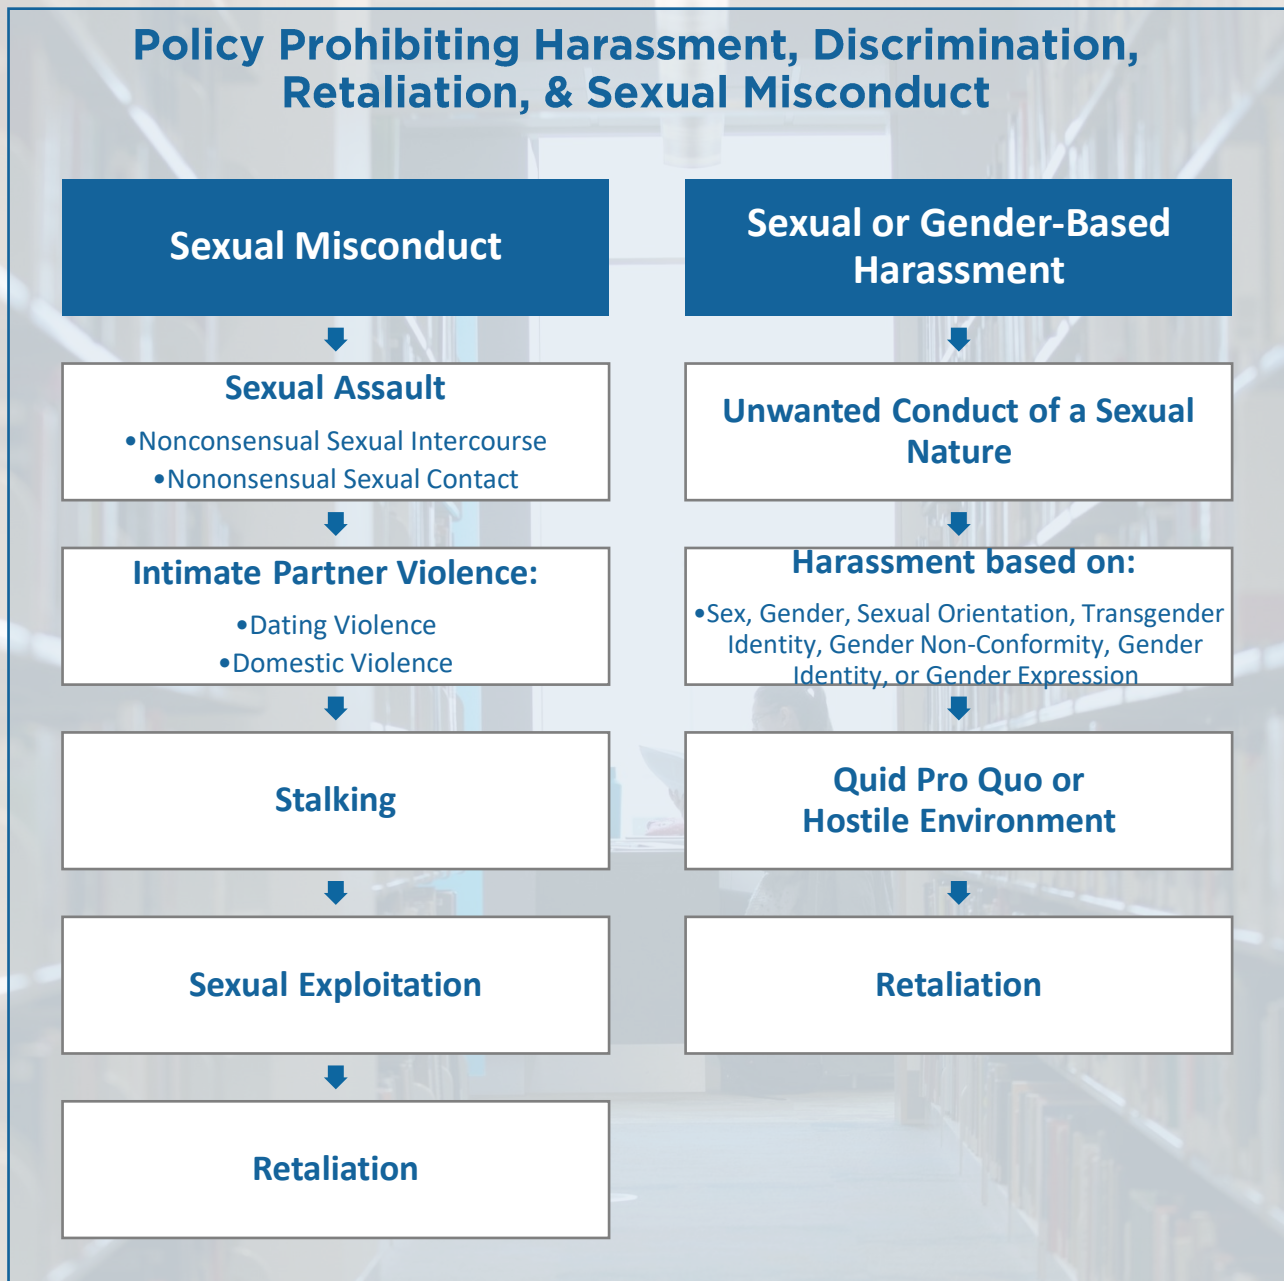 Policy Prohibiting Harassment, Discrimination,
Retaliation, & Sexual Misconduct
Sexual Misconduct
Sexual Assault
•Nonconsensual Sexual Intercourse
•Nononsensual Sexual Contact
Intimate Partner Violence:
•Dating Violence
•Domestic Violence
Stalking
Sexual Exploitation
Retaliation
Sexual or Gender-Based
Harassment
Unwanted Conduct of a Sexual
Nature
Harassment based on:
•Sex, Gender, Sexual Orientation, Transgender
Identity, Gender Non-Conformity, Gender
Identity, or Gender Expression
Quid Pro Quo or
Hostile Environment
Retaliation